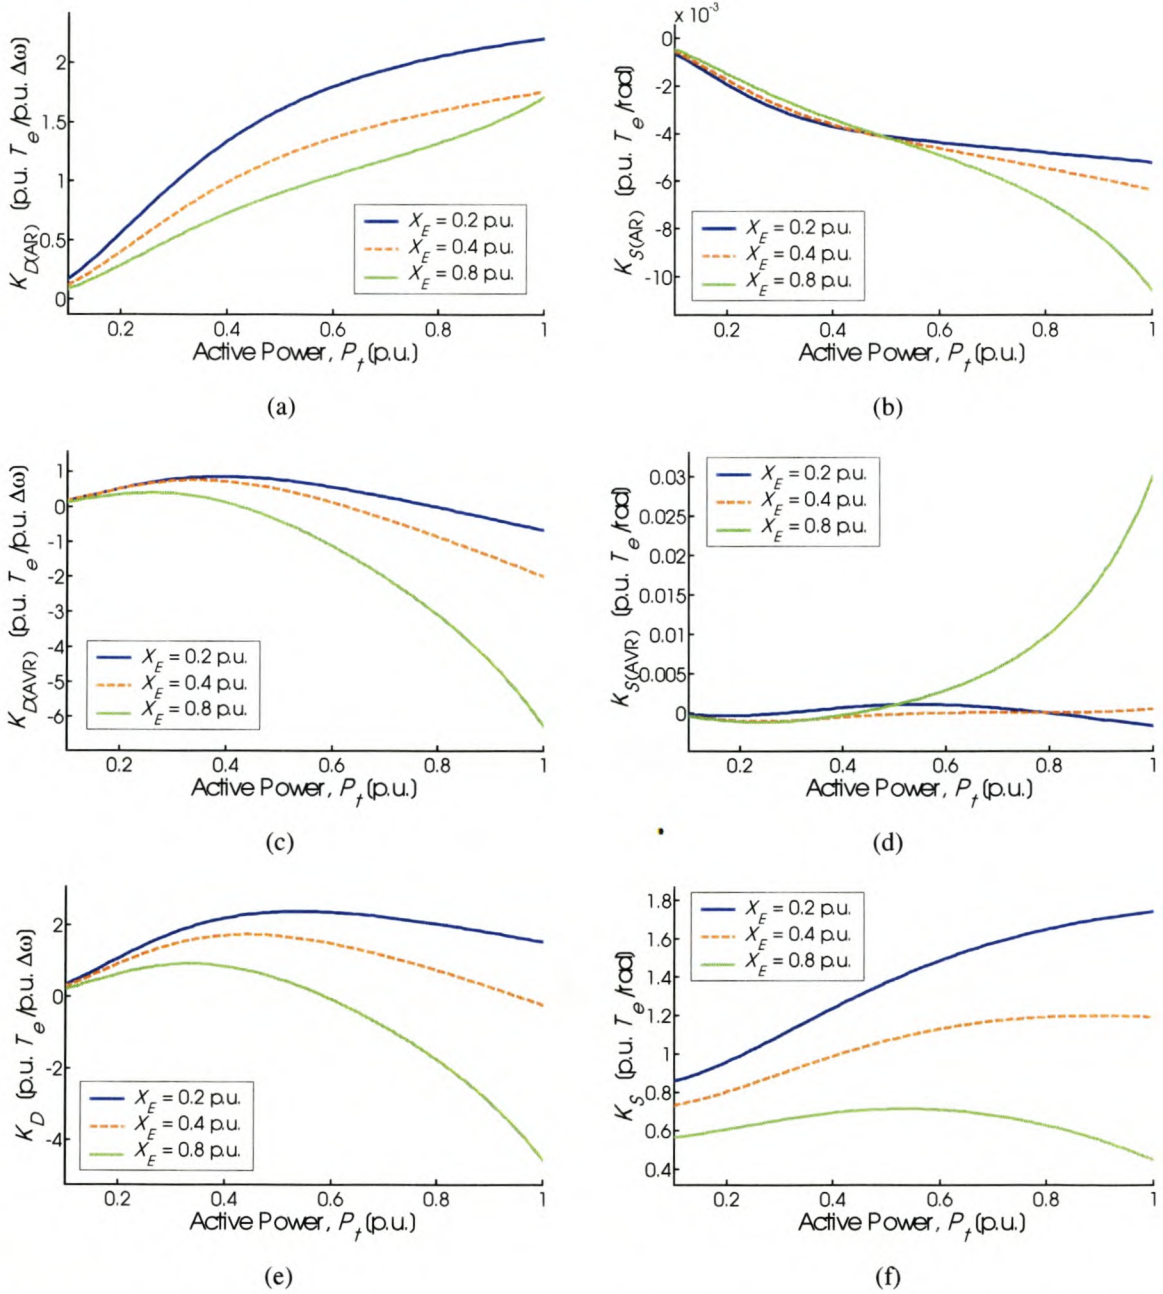 2
1.5
1
0.5
0
K_D(AR) (p.u. T_e/p.u. Δω)
X_E = 0.2 p.u.
X_E = 0.4 p.u.
X_E = 0.8 p.u.
0.2 0.4 0.6 0.8 1
Active Power, P_t (p.u.)
(a)
x 10^-3
0
-2
-4
-6
-8
-10
K_S(AR) (p.u. T_e/rad)
X_E = 0.2 p.u.
X_E = 0.4 p.u.
X_E = 0.8 p.u.
0.2 0.4 0.6 0.8 1
Active Power, P_t (p.u.)
(b)
1
0
-1
-2
-3
-4
-5
-6
K_D(AVR) (p.u. T_e/p.u. Δω)
X_E = 0.2 p.u.
X_E = 0.4 p.u.
X_E = 0.8 p.u.
0.2 0.4 0.6 0.8 1
Active Power, P_t (p.u.)
(c)
0.03
0.025
0.02
0.015
0.01
0.005
0
K_S(AVR) (p.u. T_e/rad)
X_E = 0.2 p.u.
X_E = 0.4 p.u.
X_E = 0.8 p.u.
0.2 0.4 0.6 0.8 1
Active Power, P_t (p.u.)
(d)
2
0
-2
-4
K_D (p.u. T_e/p.u. Δω)
X_E = 0.2 p.u.
X_E = 0.4 p.u.
X_E = 0.8 p.u.
0.2 0.4 0.6 0.8 1
Active Power, P_t (p.u.)
(e)
1.8
1.6
1.4
1.2
1
0.8
0.6
0.4
K_S (p.u. T_e/rad)
X_E = 0.2 p.u.
X_E = 0.4 p.u.
X_E = 0.8 p.u.
0.2 0.4 0.6 0.8 1
Active Power, P_t (p.u.)
(f)